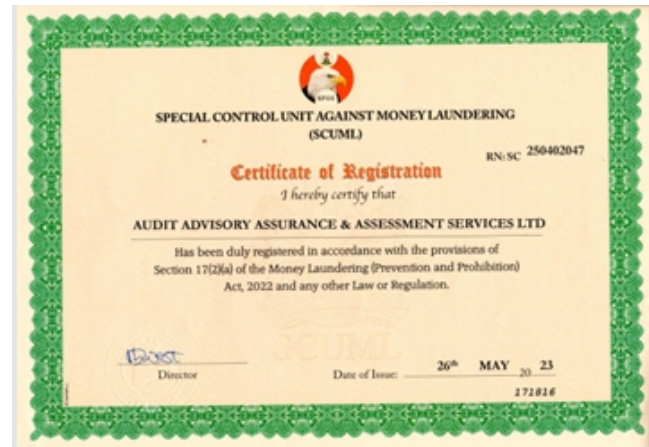 EFCC
SPECIAL CONTROL UNIT AGAINST MONEY LAUNDERING
(SCUML)
RN: SC 250402047
Certificate of Registration
I hereby certify that
AUDIT ADVISORY ASSURANCE & ASSESSMENT SERVICES LTD
Has been duly registered in accordance with the provisions of
Section 17(2)(a) of the Money Laundering (Prevention and Prohibition)
Act, 2022 and any other Law or Regulation.
SCUML
Director
Date of Issue: 26th MAY 20 23
171816